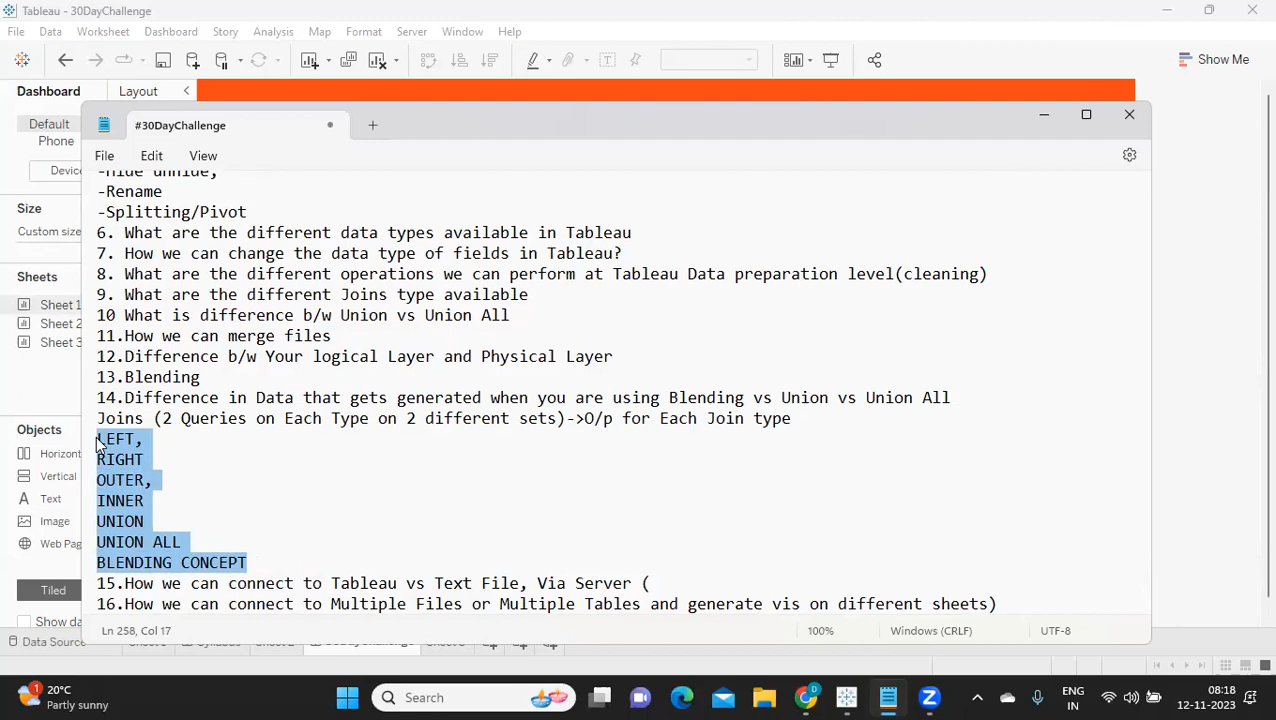 Tableau - 30DayChallenge
File Data Worksheet Dashboard Story Analysis Map Format Server Window Help
Show Me
Dashboard Layout
Default
Phone
Device
Size
Custom size
Sheets
Sheet 1
Sheet 2
Sheet 3
Objects
Horizont
Vertical
Text
Image
Web Pag
Tiled
Show da
#30DayChallenge
File Edit View
-Hide unhide,
-Rename
-Splitting/Pivot
6. What are the different data types available in Tableau
7. How we can change the data type of fields in Tableau?
8. What are the different operations we can perform at Tableau Data preparation level(cleaning)
9. What are the different Joins type available
10 What is difference b/w Union vs Union All
11.How we can merge files
12.Difference b/w Your logical Layer and Physical Layer
13.Blending
14.Difference in Data that gets generated when you are using Blending vs Union vs Union All
Joins (2 Queries on Each Type on 2 different sets)->O/p for Each Join type
LEFT,
RIGHT
OUTER,
INNER
UNION
UNION ALL
BLENDING CONCEPT
15.How we can connect to Tableau vs Text File, Via Server (
16.How we can connect to Multiple Files or Multiple Tables and generate vis on different sheets)
Ln 258, Col 17 100% Windows (CRLF) UTF-8
Data Source
20°C
Partly sunny
1
Search
ENG
IN
08:18
12-11-2023